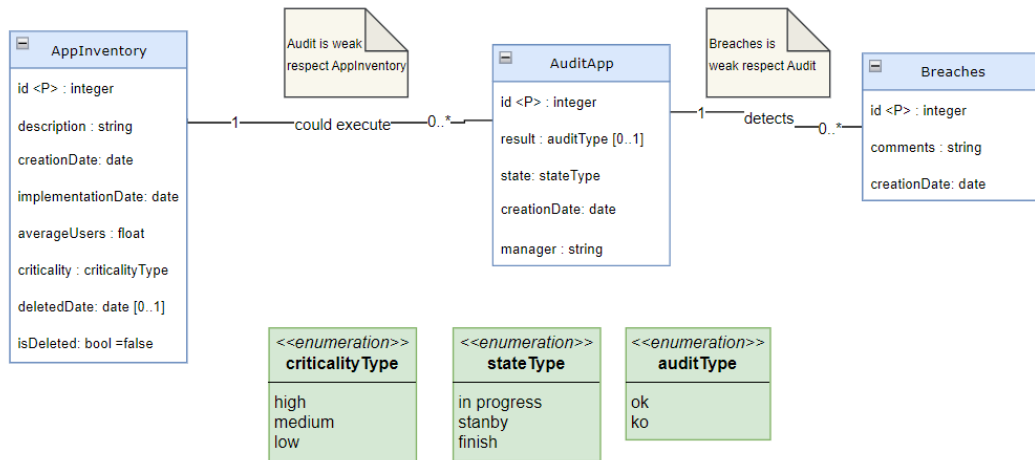 AppInventory
id <P> : integer
description : string
creationDate: date
implementationDate: date
averageUsers : float
criticality : criticalityType
deletedDate: date [0..1]
isDeleted: bool =false
Audit is weak
respect AppInventory
1
could execute
0..*
AuditApp
id <P> : integer
result : auditType [0..1]
state: stateType
creationDate: date
manager : string
Breaches is
weak respect Audit
1
detects
0..*
Breaches
id <P> : integer
comments : string
creationDate: date
<<enumeration>>
criticalityType
high
medium
low
<<enumeration>>
stateType
in progress
stanby
finish
<<enumeration>>
auditType
ok
ko